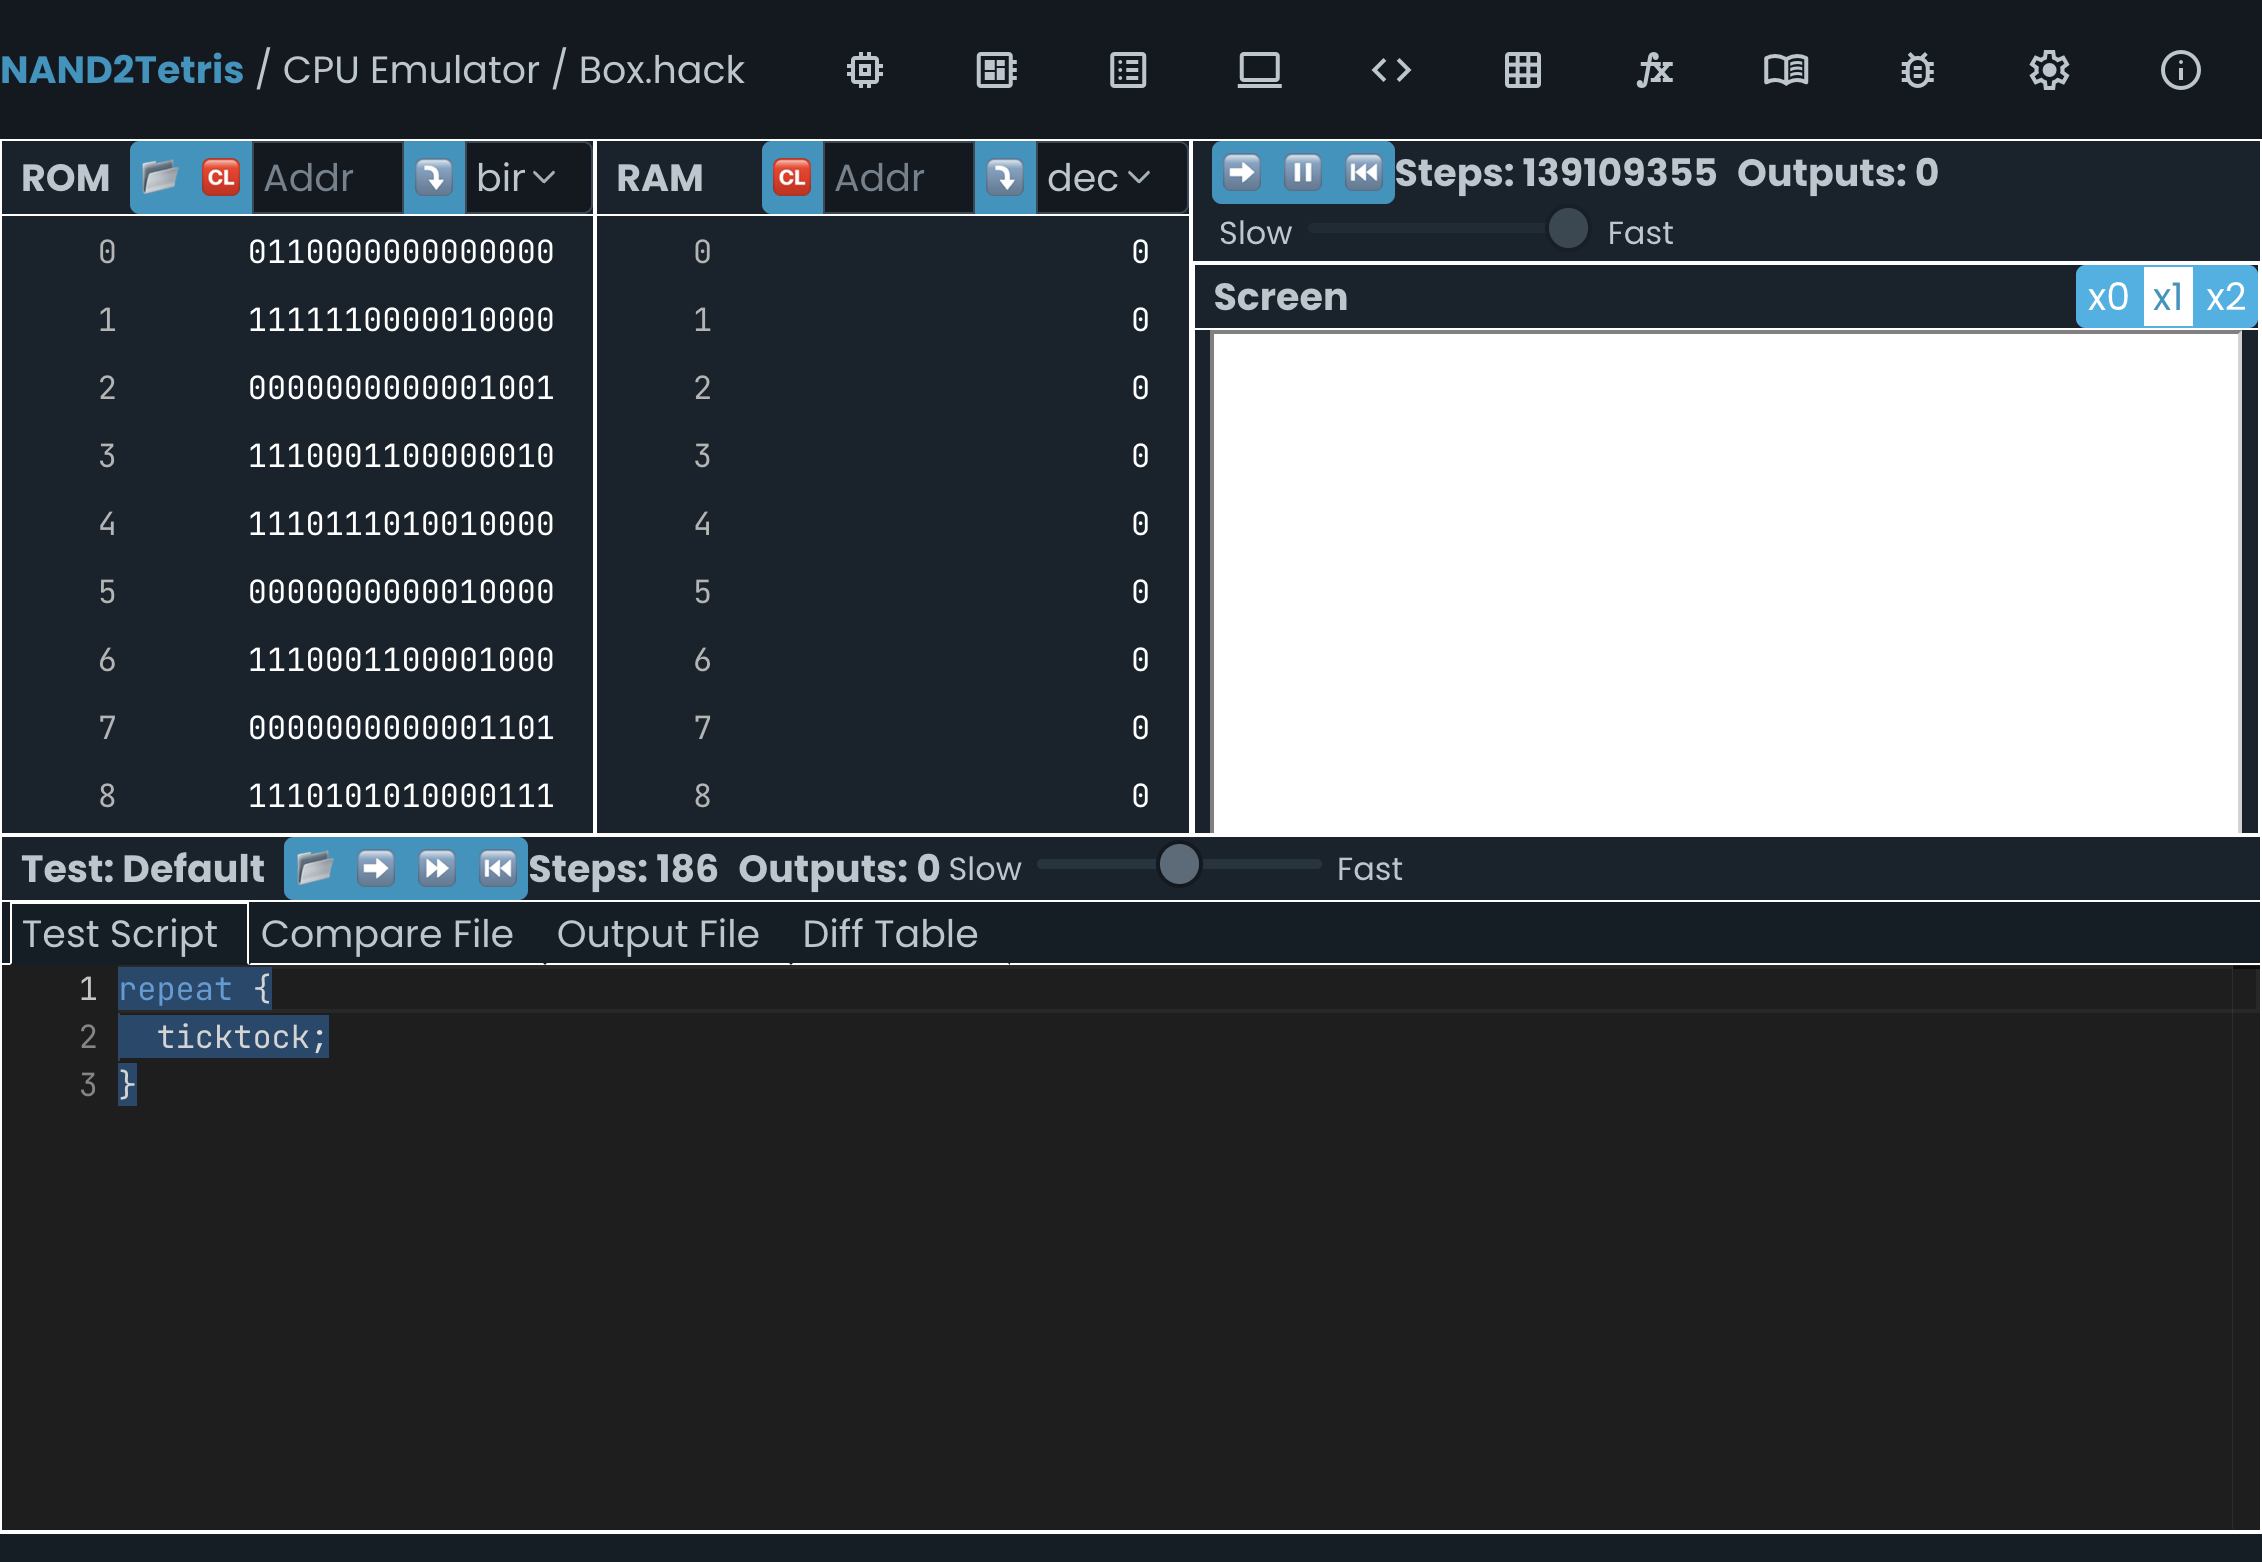 NAND2Tetris / CPU Emulator / Box.hack
ROM CL Addr bin
0 0110000000000000
1 1111110000010000
2 0000000000001001
3 1110001100000010
4 1110111010010000
5 0000000000010000
6 1110001100001000
7 0000000000001101
8 1110101010000111
RAM CL Addr dec
0 0
1 0
2 0
3 0
4 0
5 0
6 0
7 0
8 0
Steps: 139109355 Outputs: 0
Slow Fast
Screen x0 x1 x2
Test: Default Steps: 186 Outputs: 0 Slow Fast
Test Script Compare File Output File Diff Table
1 repeat {
2 ticktock;
3 }